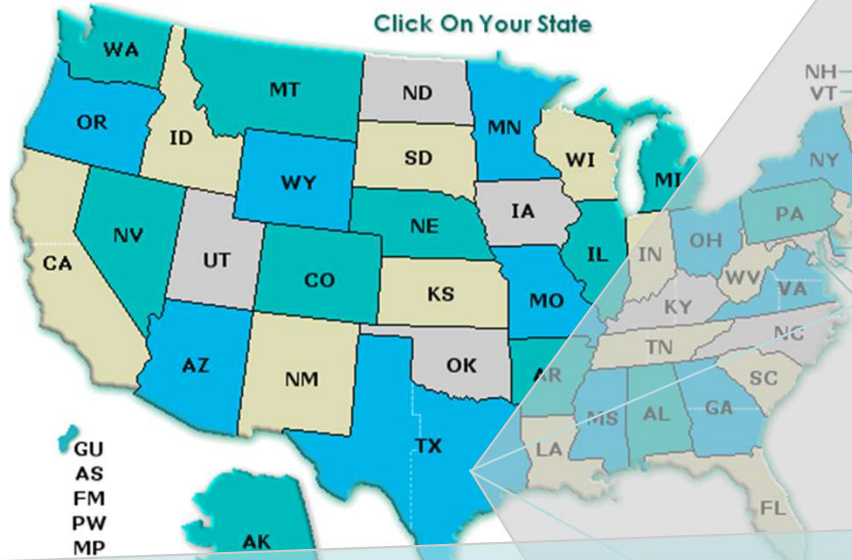 Click On Your State
WA
MT
ND
MN
NH
VT
OR
ID
SD
WI
MI
NY
WY
IA
PA
NV
NE
IL
IN
OH
WV
CA
UT
CO
KS
MO
KY
VA
AZ
NM
OK
AR
TN
NC
SC
TX
LA
MS
AL
GA
FL
GU
AS
FM
PW
MP
AK